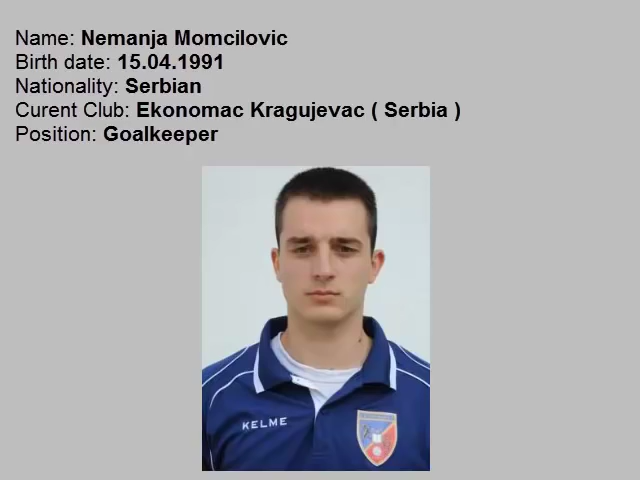 Name: Nemanja Momcilovic
Birth date: 15.04.1991
Nationality: Serbian
Curent Club: Ekonomac Kragujevac ( Serbia )
Position: Goalkeeper
KELME